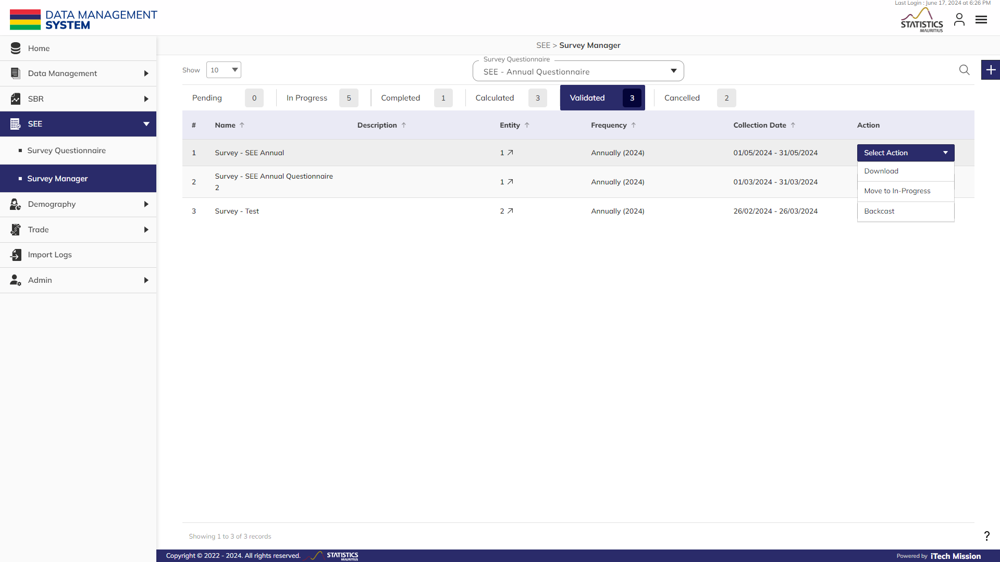 Last Login : June 17, 2024 at 6:26 PM
DATA MANAGEMENT
SYSTEM
STATISTICS
MAURITIUS
Home
Data Management
SBR
SEE
Survey Questionnaire
Survey Manager
Demography
Trade
Import Logs
Admin
SEE > Survey Manager
Show 10
Survey Questionnaire
SEE - Annual Questionnaire
Pending 0 In Progress 5 Completed 1 Calculated 3 Validated 3 Cancelled 2
# Name Description Entity Frequency Collection Date Action
1 Survey - SEE Annual 1 Annually (2024) 01/05/2024 - 31/05/2024 Select Action
Download
Move to In-Progress
Backcast
2 Survey - SEE Annual Questionnaire
2 1 Annually (2024) 01/03/2024 - 31/03/2024
3 Survey - Test 2 Annually (2024) 26/02/2024 - 26/03/2024
Showing 1 to 3 of 3 records
?
Copyright © 2022 - 2024. All rights reserved. STATISTICS
MAURITIUS
Powered by iTech Mission